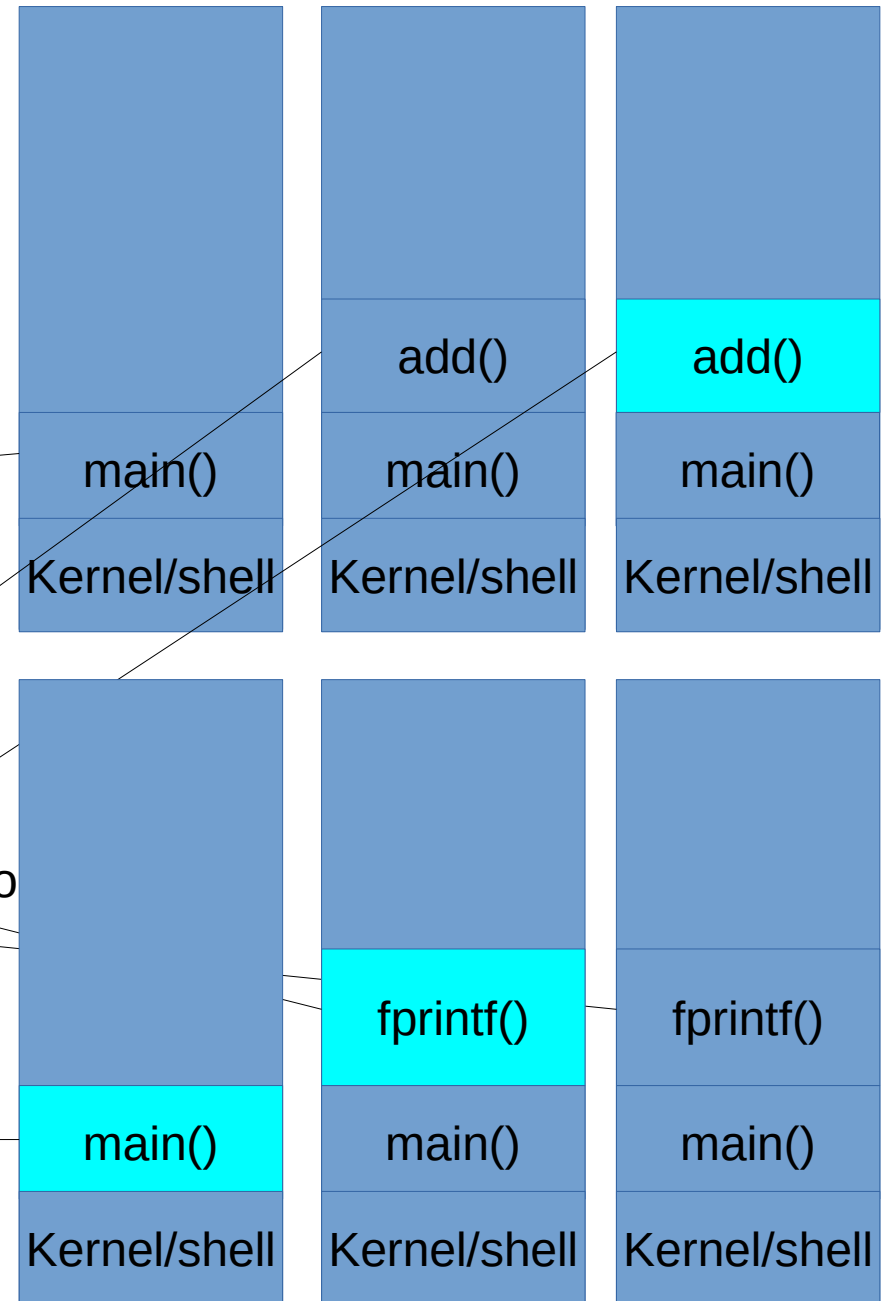 add() add()
main() main() main()
Kernel/shell Kernel/shell Kernel/shell
o
fprintf() fprintf()
main() main() main()
Kernel/shell Kernel/shell Kernel/shell